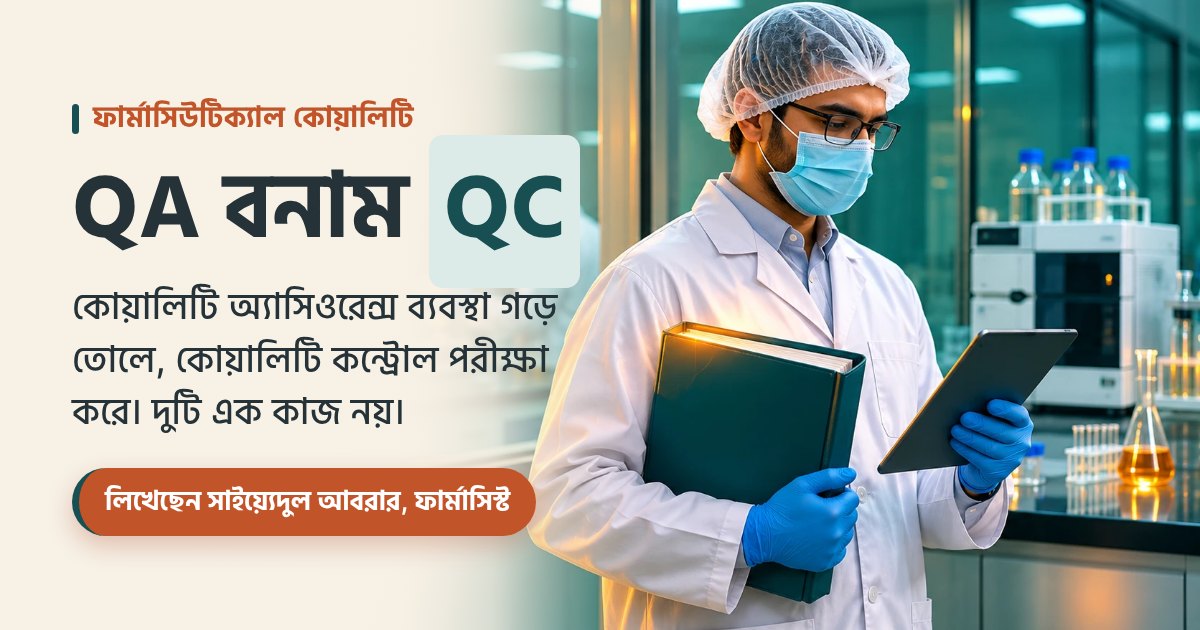 ফার্মাসিউটিক্যাল কোয়ালিটি
QA বনাম QC
কোয়ালিটি অ্যাসিওরেন্স ব্যবস্থা গড়ে
তোলে, কোয়ালিটি কন্ট্রোল পরীক্ষা
করে। দুটি এক কাজ নয়।
লিখেছেন সাইয়্যেদুল আবরার, ফার্মাসিস্ট